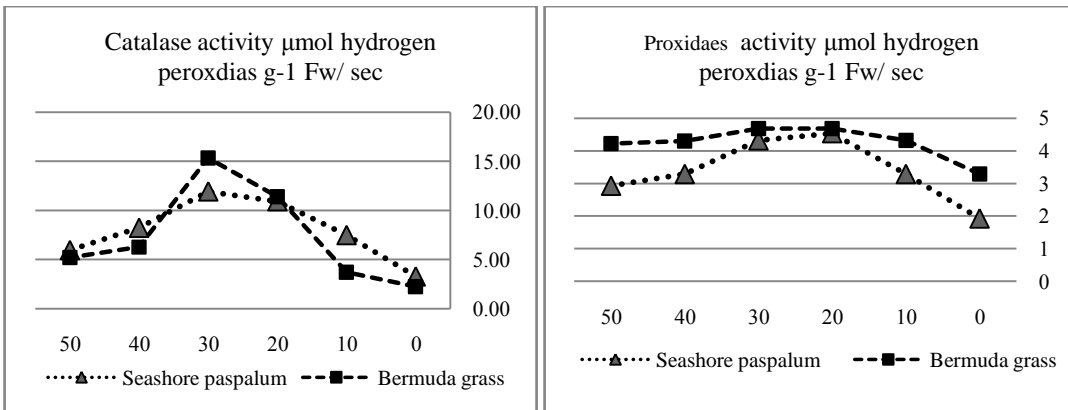 Catalase activity μmol hydrogen
peroxdias g-1 Fw/ sec
20.00
15.00
10.00
5.00
0.00
50 40 30 20 10 0
Seashore paspalum Bermuda grass
Proxidaes activity μmol hydrogen
peroxdias g-1 Fw/ sec
5
4
3
2
1
0
50 40 30 20 10 0
Seashore paspalum Bermuda grass